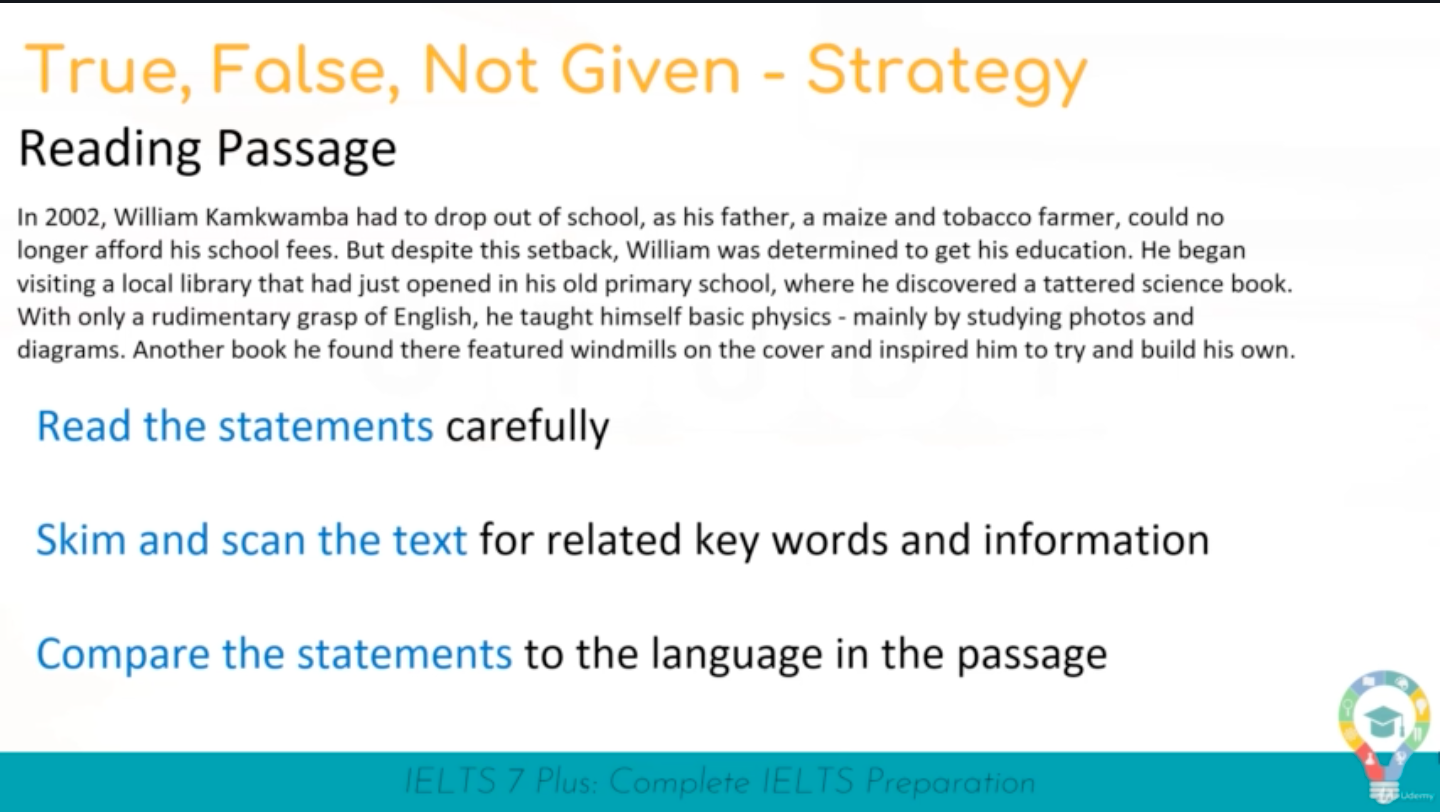 True, False, Not Given - Strategy
Reading Passage
In 2002, William Kamkwamba had to drop out of school, as his father, a maize and tobacco farmer, could no
longer afford his school fees. But despite this setback, William was determined to get his education. He began
visiting a local library that had just opened in his old primary school, where he discovered a tattered science book.
With only a rudimentary grasp of English, he taught himself basic physics - mainly by studying photos and
diagrams. Another book he found there featured windmills on the cover and inspired him to try and build his own.
Read the statements carefully
Skim and scan the text for related key words and information
Compare the statements to the language in the passage
IELTS 7 Plus: Complete IELTS Preparation
Udemy